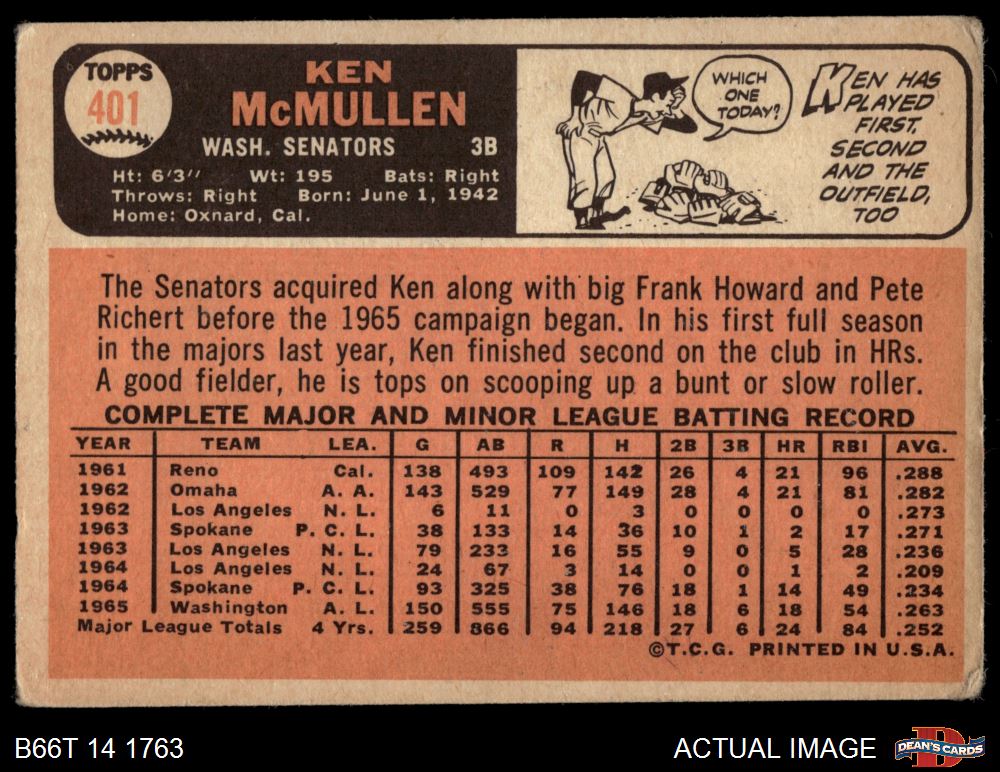 TOPPS
401
KEN
McMULLEN
WASH. SENATORS 3B
Ht: 6'3" Wt: 195 Bats: Right
Throws: Right Born: June 1, 1942
Home: Oxnard, Cal.
WHICH
ONE
TODAY?
KEN HAS
PLAYED
FIRST,
SECOND
AND THE
OUTFIELD,
TOO
The Senators acquired Ken along with big Frank Howard and Pete
Richert before the 1965 campaign began. In his first full season
in the majors last year, Ken finished second on the club in HRs.
A good fielder, he is tops on scooping up a bunt or slow roller.
COMPLETE MAJOR AND MINOR LEAGUE BATTING RECORD
YEAR TEAM LEA. G AB R H 2B 3B HR RBI AVG.
1961 Reno Cal. 138 493 109 142 26 4 21 96 .288
1962 Omaha A. A. 143 529 77 149 28 4 21 81 .282
1962 Los Angeles N. L. 6 11 0 3 0 0 0 0 .273
1963 Spokane P. C. L. 38 133 14 36 10 1 2 17 .271
1963 Los Angeles N. L. 79 233 16 55 9 0 5 28 .236
1964 Los Angeles N. L. 24 67 3 14 0 0 1 2 .209
1964 Spokane P. C. L. 93 325 38 76 18 1 14 49 .234
1965 Washington A. L. 150 555 75 146 18 6 18 54 .263
Major League Totals 4 Yrs. 259 866 94 218 27 6 24 84 .252
©T.C.G. PRINTED IN U.S.A.
B66T 14 1763
ACTUAL IMAGE
D
DEAN'S CARDS